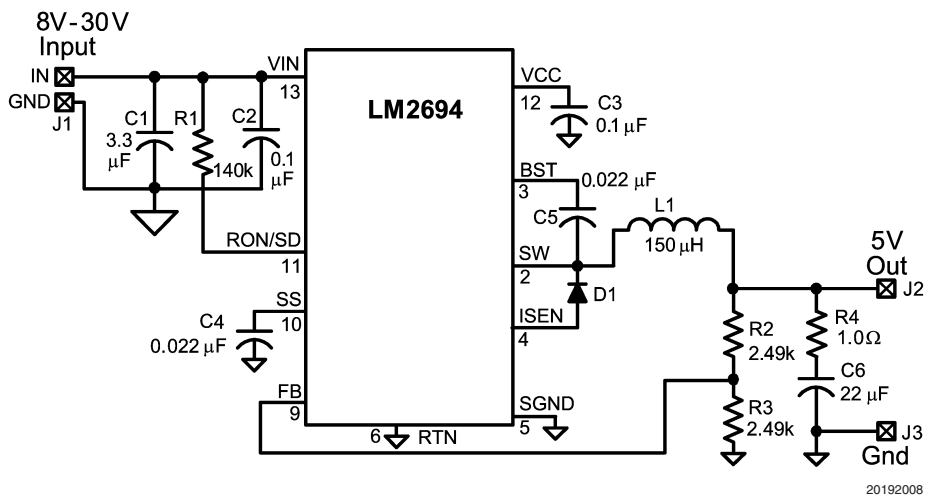 8V-30V
Input
IN
GND
J1
C1
3.3
µF
R1
140k
C2
0.1
µF
VIN
13
LM2694
VCC
12
C3
0.1 µF
BST
3
0.022 µF
C5
L1
150 µH
SW
2
D1
ISEN
4
RON/SD
11
SS
10
C4
0.022 µF
FB
9
6
RTN
SGND
5
5V
Out
J2
R2
2.49k
R4
1.0Ω
C6
22 µF
R3
2.49k
J3
Gnd
20192008